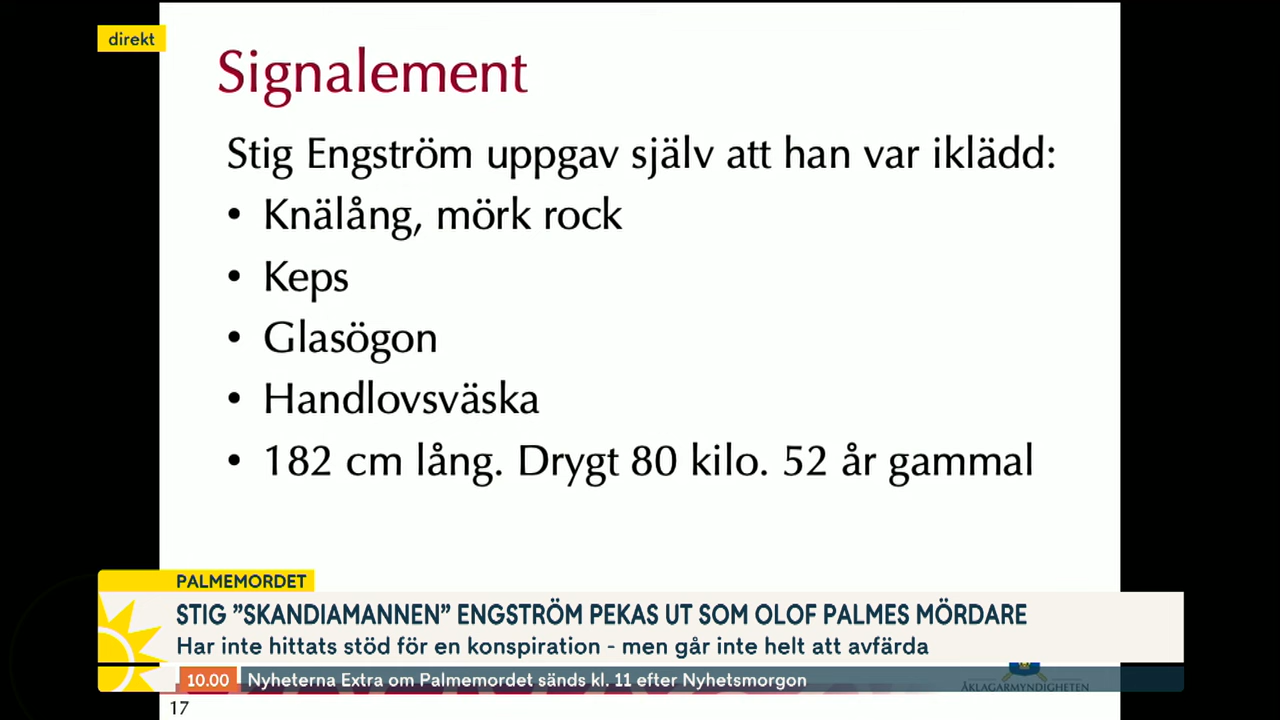 direkt
Signalement
Stig Engström uppgav själv att han var iklädd:
• Knälång, mörk rock
• Keps
• Glasögon
• Handlovsväska
• 182 cm lång. Drygt 80 kilo. 52 år gammal
PALMEMORDET
STIG ”SKANDIAMANNEN” ENGSTRÖM PEKAS UT SOM OLOF PALMES MÖRDARE
Har inte hittats stöd för en konspiration - men går inte helt att avfärda
10.00 Nyheterna Extra om Palmemordet sänds kl. 11 efter Nyhetsmorgon
ÅKLAGARMYNDIGHETEN
17